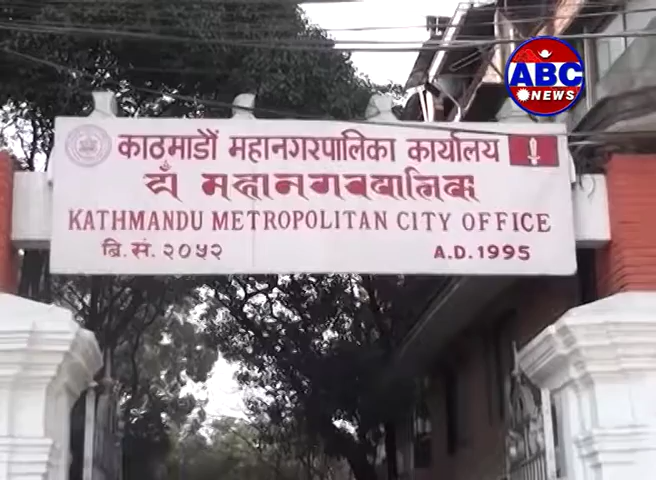 ABC
NEWS
काठमाडौं महानगरपालिका कार्यालय
KATHMANDU METROPOLITAN CITY OFFICE
बि.सं. २०५२ A.D. 1995